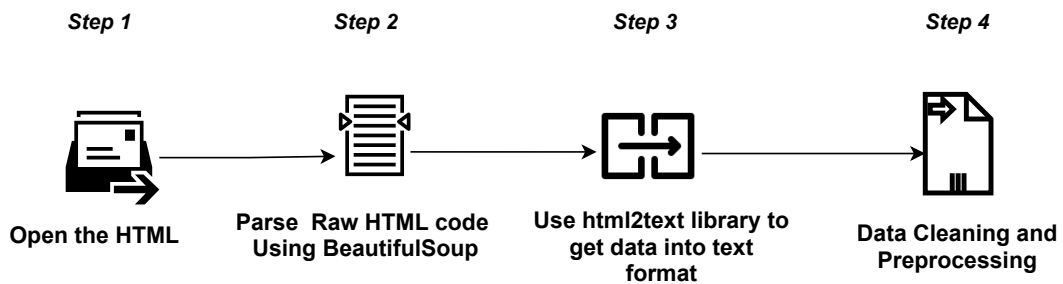 Step 1
Step 2
Step 3
Step 4
Open the HTML
Parse Raw HTML code
Using BeautifulSoup
Use html2text library to
get data into text
format
Data Cleaning and
Preprocessing